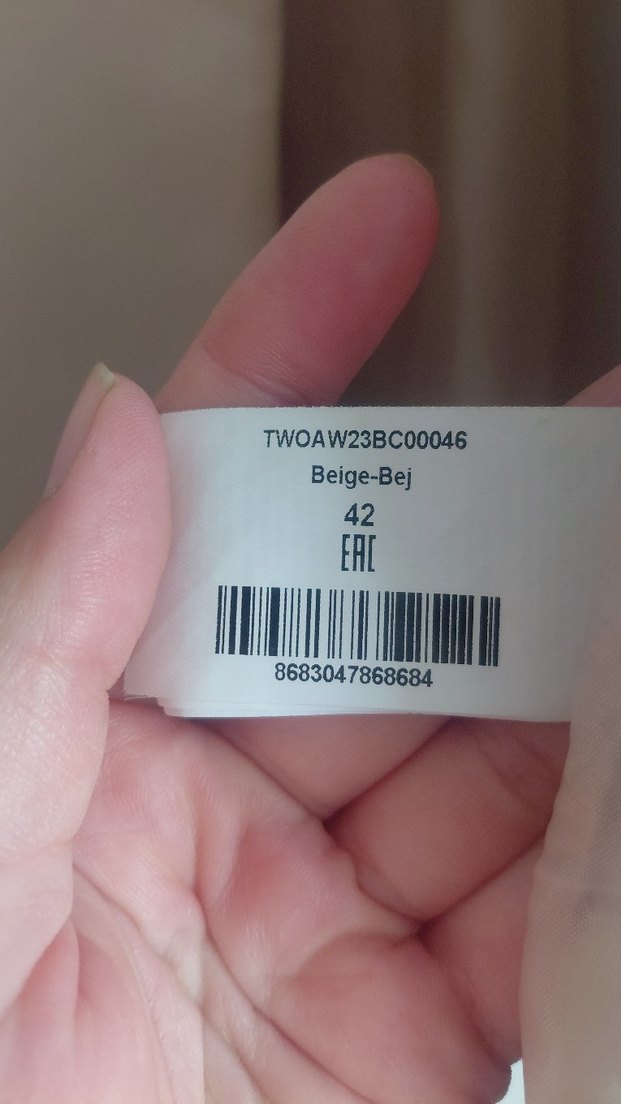 TWOAW23BC00046
Beige-Bej
42
EAC
8683047868684